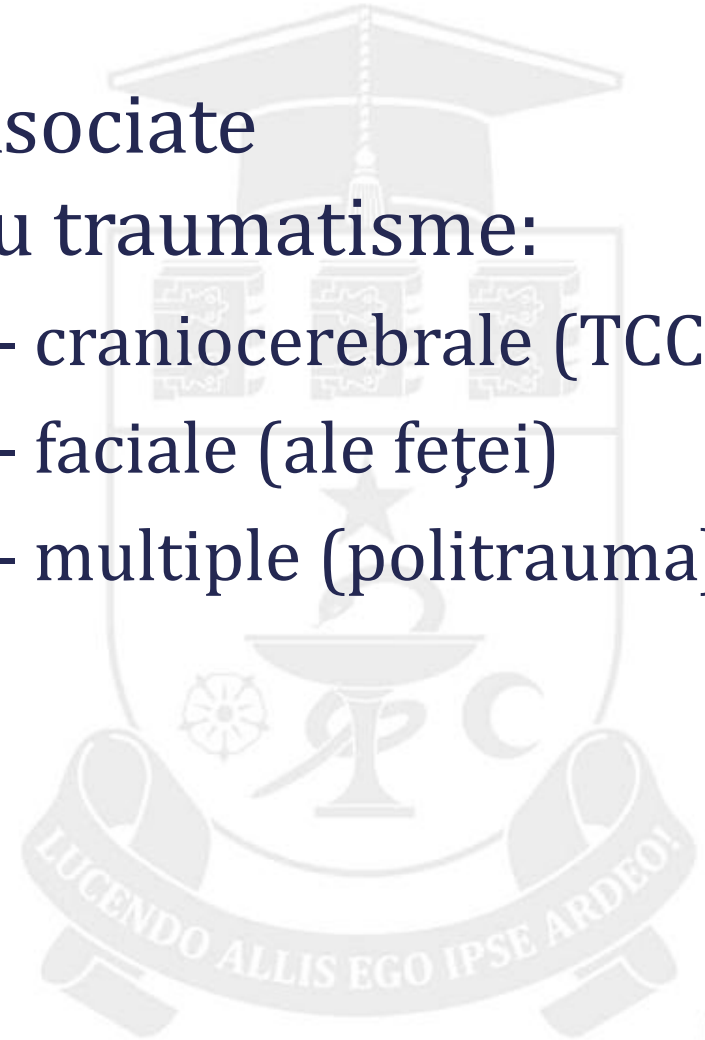 sociate
u traumatisme:
- craniocerebrale (TCC
- faciale (ale feţei)
- multiple (politrauma)
LUCENDO ALLIS EGO IPSE ARDEO!